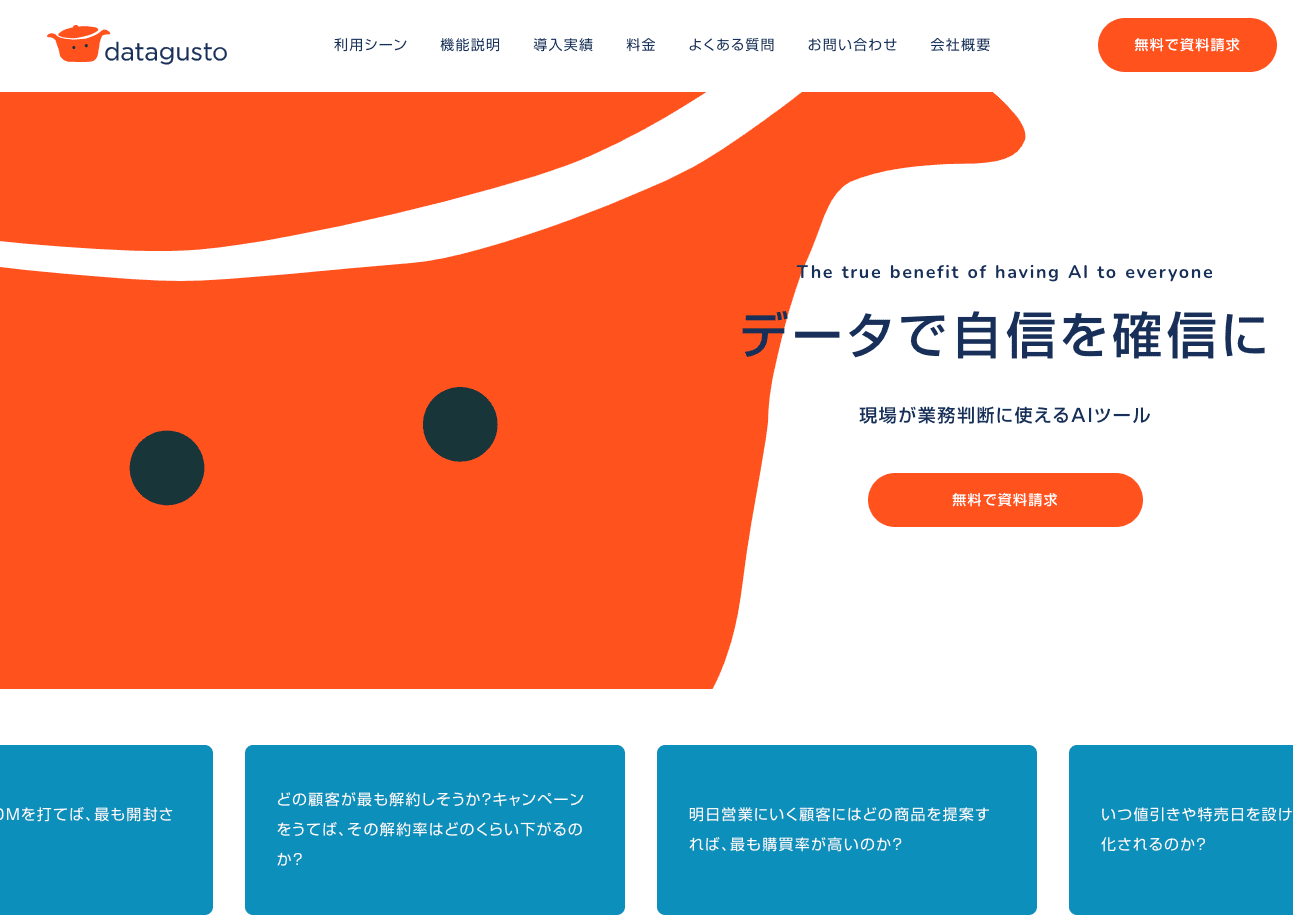 datagusto
利用シーン
機能説明
導入実績
料金
よくある質問
お問い合わせ
会社概要
無料で資料請求
The true benefit of having AI to everyone
データで自信を確信に
現場が業務判断に使えるAIツール
無料で資料請求
Mを打てば、最も開封さ
どの顧客が最も解約しそうか?キャンペーン
をうてば、その解約率はどのくらい下がるの
か?
明日営業にいく顧客にはどの商品を提案す
れば、最も購買率が高いのか?
いつ値引きや特売日を設け
化されるのか?